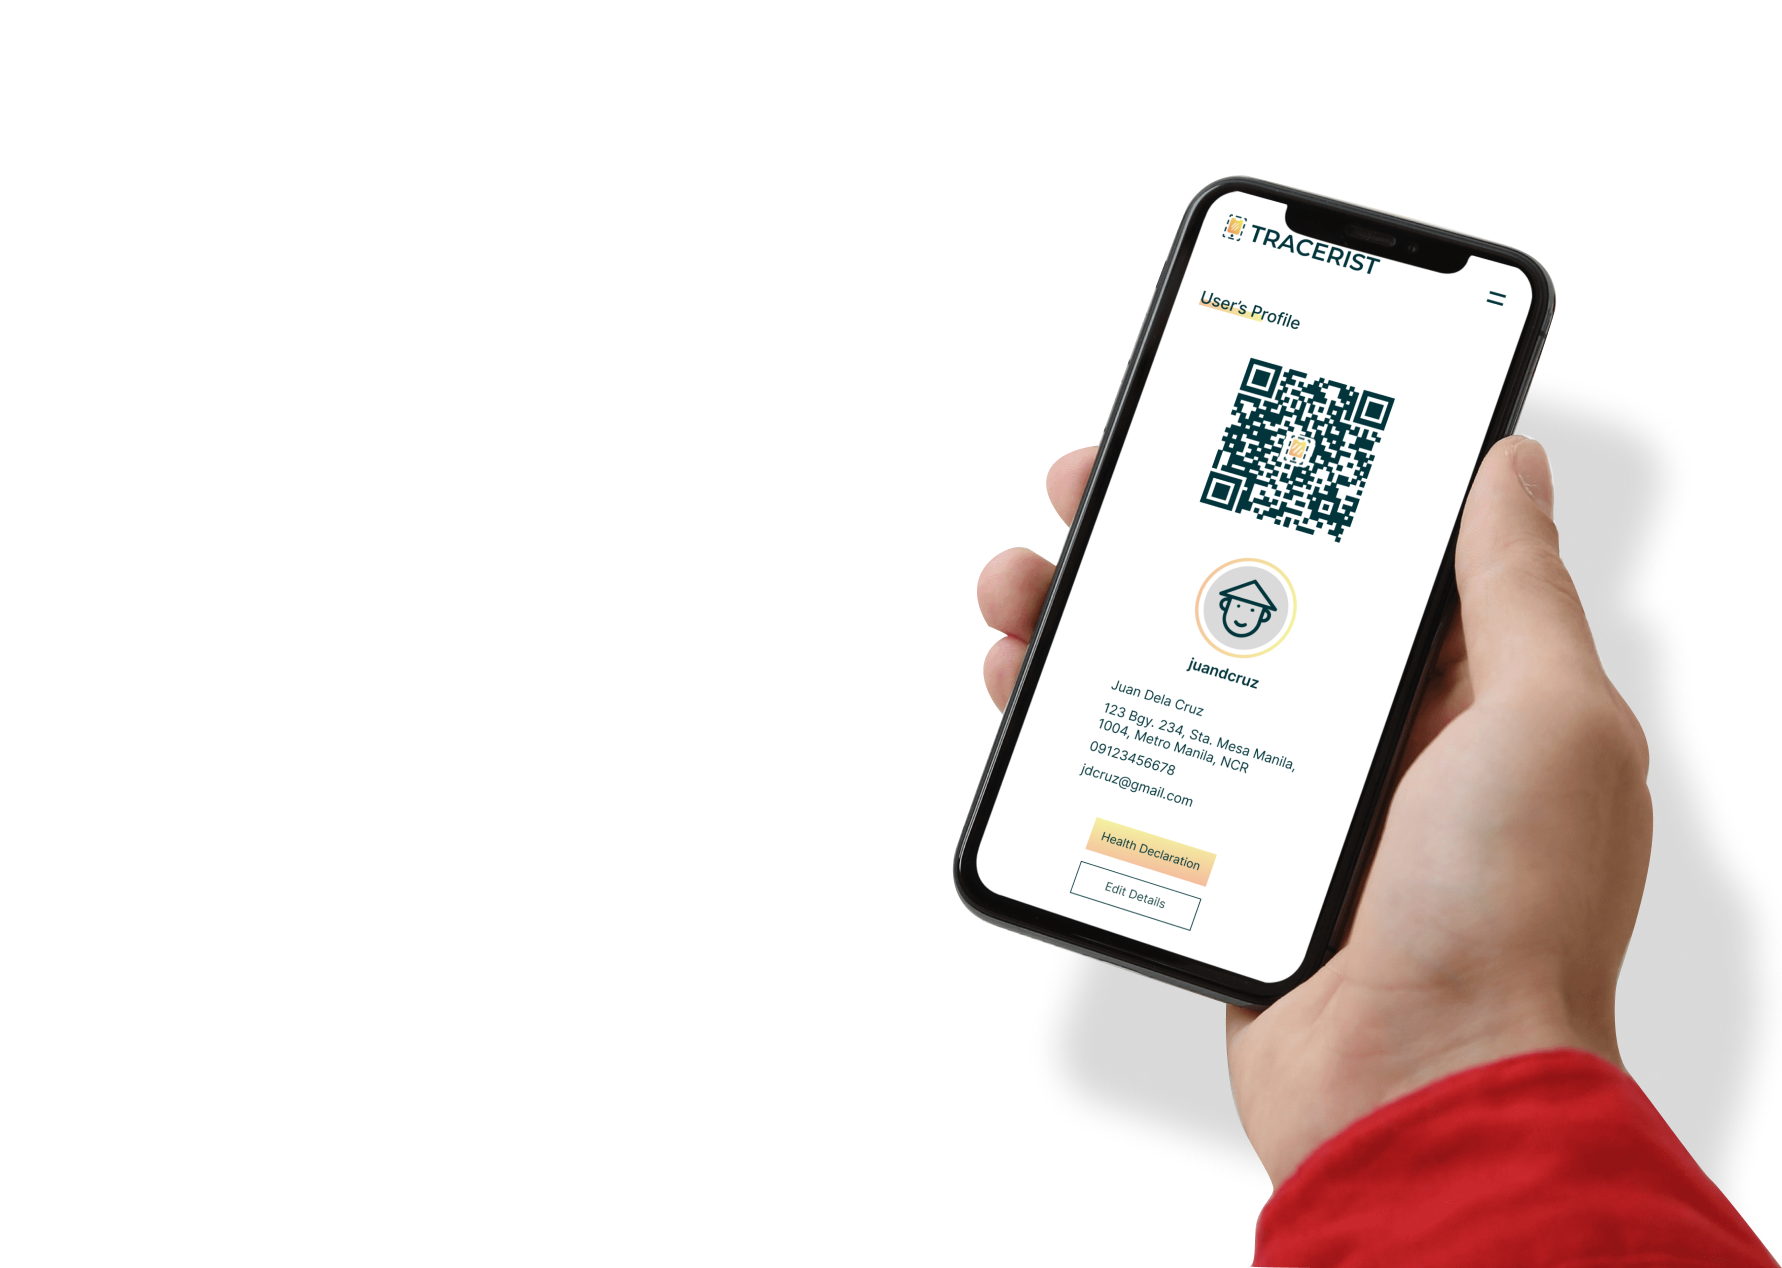 TRACERIST
User's Profile
juandcruz
Juan Dela Cruz
123 Bgy. 234, Sta. Mesa Manila,
1004, Metro Manila, NCR
09123456678
jdcruz@gmail.com
Health Declaration
Edit Details